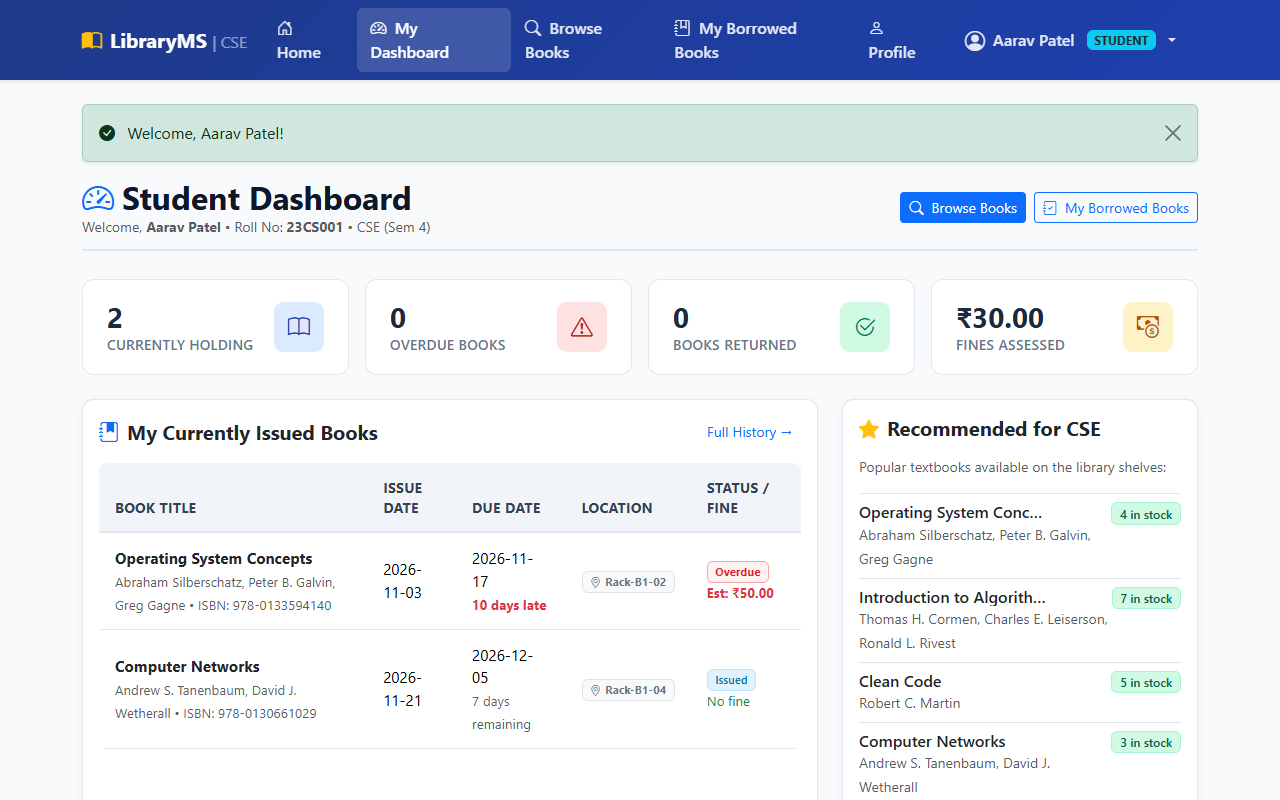 LibraryMS | CSE
Home
My Dashboard
Browse Books
My Borrowed Books
Profile
Aarav Patel STUDENT
Welcome, Aarav Patel!
Student Dashboard
Welcome, Aarav Patel • Roll No: 23CS001 • CSE (Sem 4)
Browse Books
My Borrowed Books
2
CURRENTLY HOLDING
0
OVERDUE BOOKS
0
BOOKS RETURNED
₹30.00
FINES ASSESSED
My Currently Issued Books
Full History →
BOOK TITLE
ISSUE DATE
DUE DATE
LOCATION
STATUS / FINE
Operating System Concepts
Abraham Silberschatz, Peter B. Galvin,
Greg Gagne • ISBN: 978-0133594140
2026-
11-03
2026-11-
17
10 days late
Rack-B1-02
Overdue
Est: ₹50.00
Computer Networks
Andrew S. Tanenbaum, David J.
Wetherall • ISBN: 978-0130661029
2026-
11-21
2026-12-
05
7 days
remaining
Rack-B1-04
Issued
No fine
Recommended for CSE
Popular textbooks available on the library shelves:
Operating System Conc...
4 in stock
Abraham Silberschatz, Peter B. Galvin,
Greg Gagne
Introduction to Algorith...
7 in stock
Thomas H. Cormen, Charles E. Leiserson,
Ronald L. Rivest
Clean Code
5 in stock
Robert C. Martin
Computer Networks
3 in stock
Andrew S. Tanenbaum, David J.
Wetherall